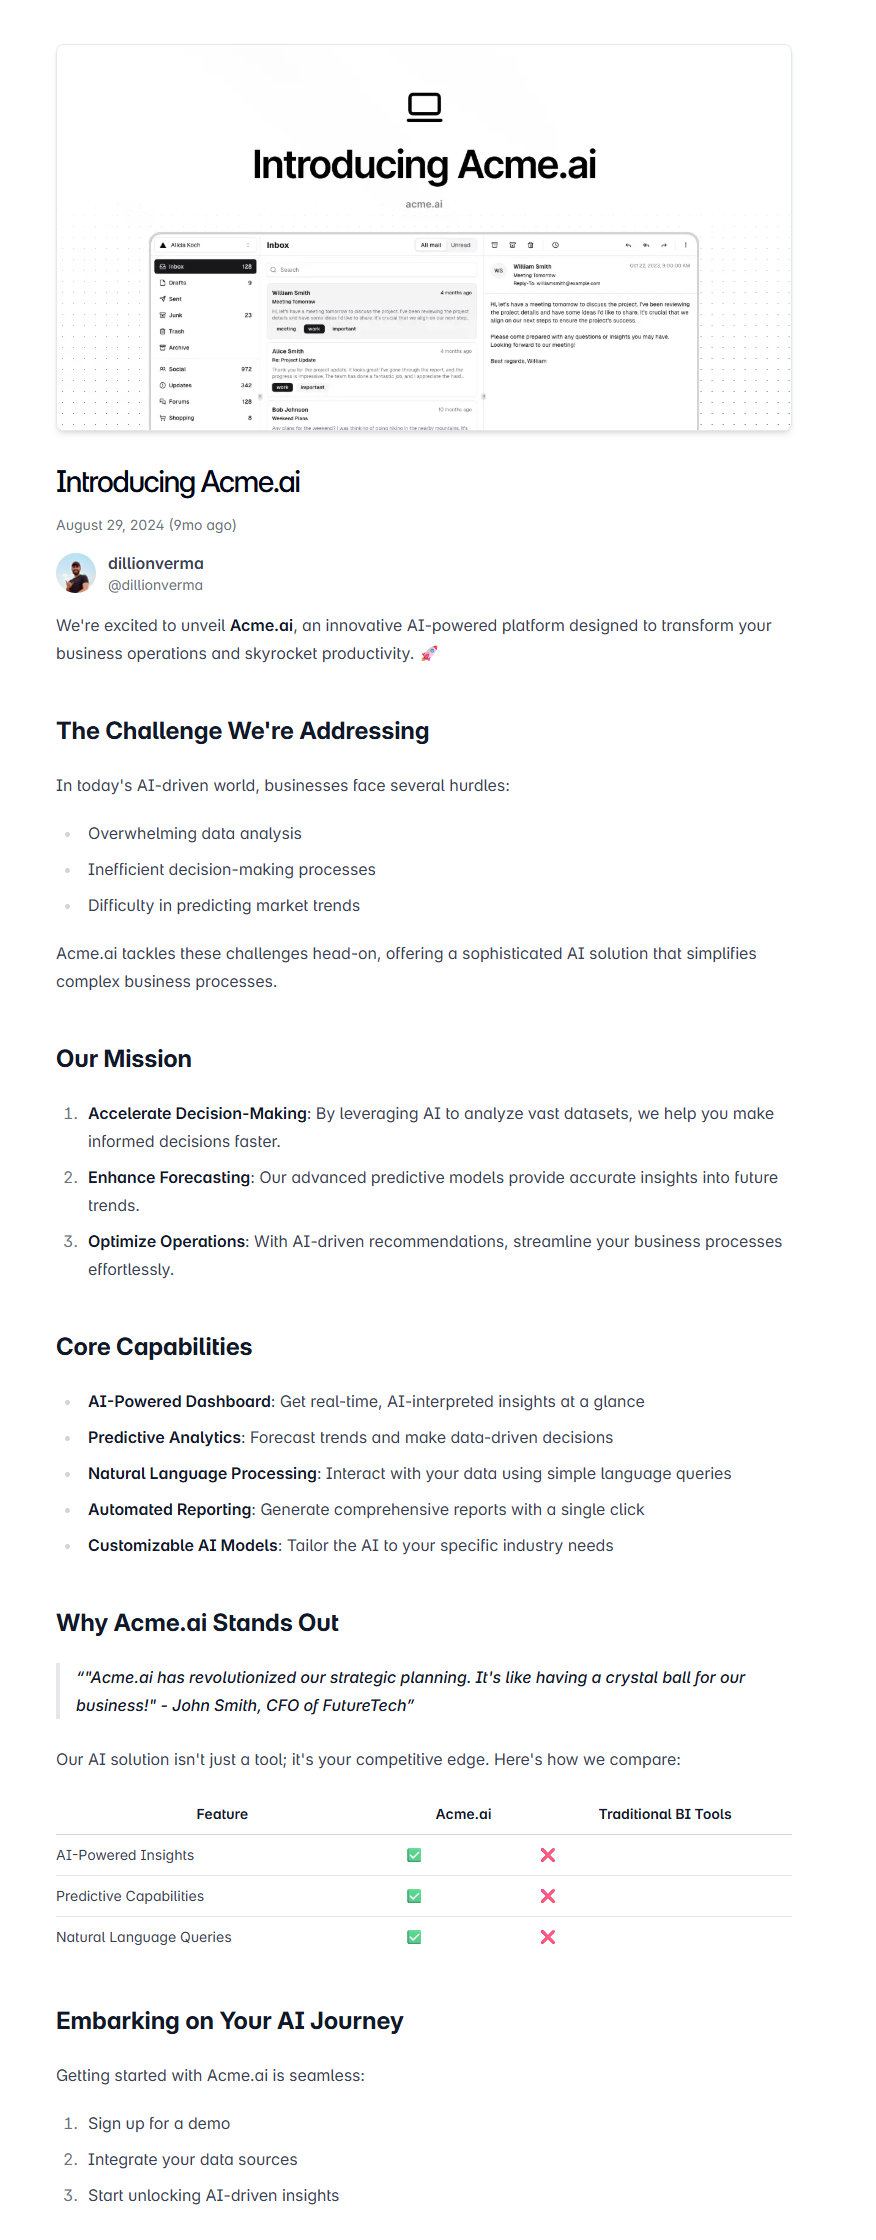 Introducing Acme.ai
acme.ai
Alicia Koch
Inbox 128
Drafts 9
Sent
Junk 23
Trash
Archive
Social 972
Updates 342
Forums 128
Shopping 8
Inbox
All mail Unread
Search
William Smith 4 months ago
Meeting Tomorrow
Hi, let's have a meeting tomorrow to discuss the project. I've been reviewing the project
details and have some ideas I'd like to share. It's crucial that we align on our next step...
meeting work important
Alice Smith 4 months ago
Re: Project Update
Thank you for the project update. It looks great! I've gone through the report, and the
progress is impressive. The team has done a fantastic job, and I appreciate the hard...
work important
Bob Johnson 10 months ago
Weekend Plans
Any plans for the weekend? I was thinking of going hiking in the nearby mountains. It's
WS
William Smith Oct 22, 2023, 9:00:00 AM
Meeting Tomorrow
Reply-To: williamsmith@example.com
Hi, let's have a meeting tomorrow to discuss the project. I've been reviewing
the project details and have some ideas I'd like to share. It's crucial that we
align on our next steps to ensure the project's success.
Please come prepared with any questions or insights you may have.
Looking forward to our meeting!
Best regards, William
Introducing Acme.ai
August 29, 2024 (9mo ago)
dillionverma
@dillionverma
We're excited to unveil Acme.ai, an innovative AI-powered platform designed to transform your
business operations and skyrocket productivity. 🚀
The Challenge We're Addressing
In today's AI-driven world, businesses face several hurdles:
Overwhelming data analysis
Inefficient decision-making processes
Difficulty in predicting market trends
Acme.ai tackles these challenges head-on, offering a sophisticated AI solution that simplifies
complex business processes.
Our Mission
1. Accelerate Decision-Making: By leveraging AI to analyze vast datasets, we help you make
informed decisions faster.
2. Enhance Forecasting: Our advanced predictive models provide accurate insights into future
trends.
3. Optimize Operations: With AI-driven recommendations, streamline your business processes
effortlessly.
Core Capabilities
AI-Powered Dashboard: Get real-time, AI-interpreted insights at a glance
Predictive Analytics: Forecast trends and make data-driven decisions
Natural Language Processing: Interact with your data using simple language queries
Automated Reporting: Generate comprehensive reports with a single click
Customizable AI Models: Tailor the AI to your specific industry needs
Why Acme.ai Stands Out
“"Acme.ai has revolutionized our strategic planning. It's like having a crystal ball for our
business!" - John Smith, CFO of FutureTech”
Our AI solution isn't just a tool; it's your competitive edge. Here's how we compare:
Feature Acme.ai Traditional BI Tools
AI-Powered Insights ✅ ❌
Predictive Capabilities ✅ ❌
Natural Language Queries ✅ ❌
Embarking on Your AI Journey
Getting started with Acme.ai is seamless:
1. Sign up for a demo
2. Integrate your data sources
3. Start unlocking AI-driven insights